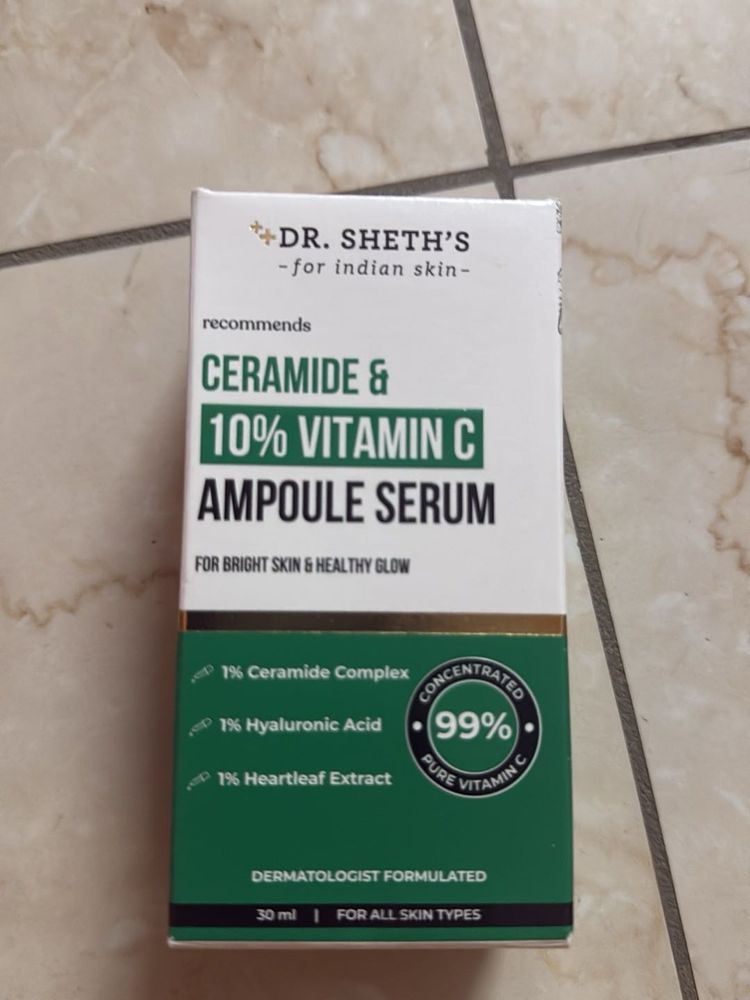 DR. SHETH'S
-for indian skin-
recommends
CERAMIDE &
10% VITAMIN C
AMPOULE SERUM
FOR BRIGHT SKIN & HEALTHY GLOW
1% Ceramide Complex
1% Hyaluronic Acid
1% Heartleaf Extract
CONCENTRATED
99%
PURE VITAMIN C
DERMATOLOGIST FORMULATED
30 ml | FOR ALL SKIN TYPES